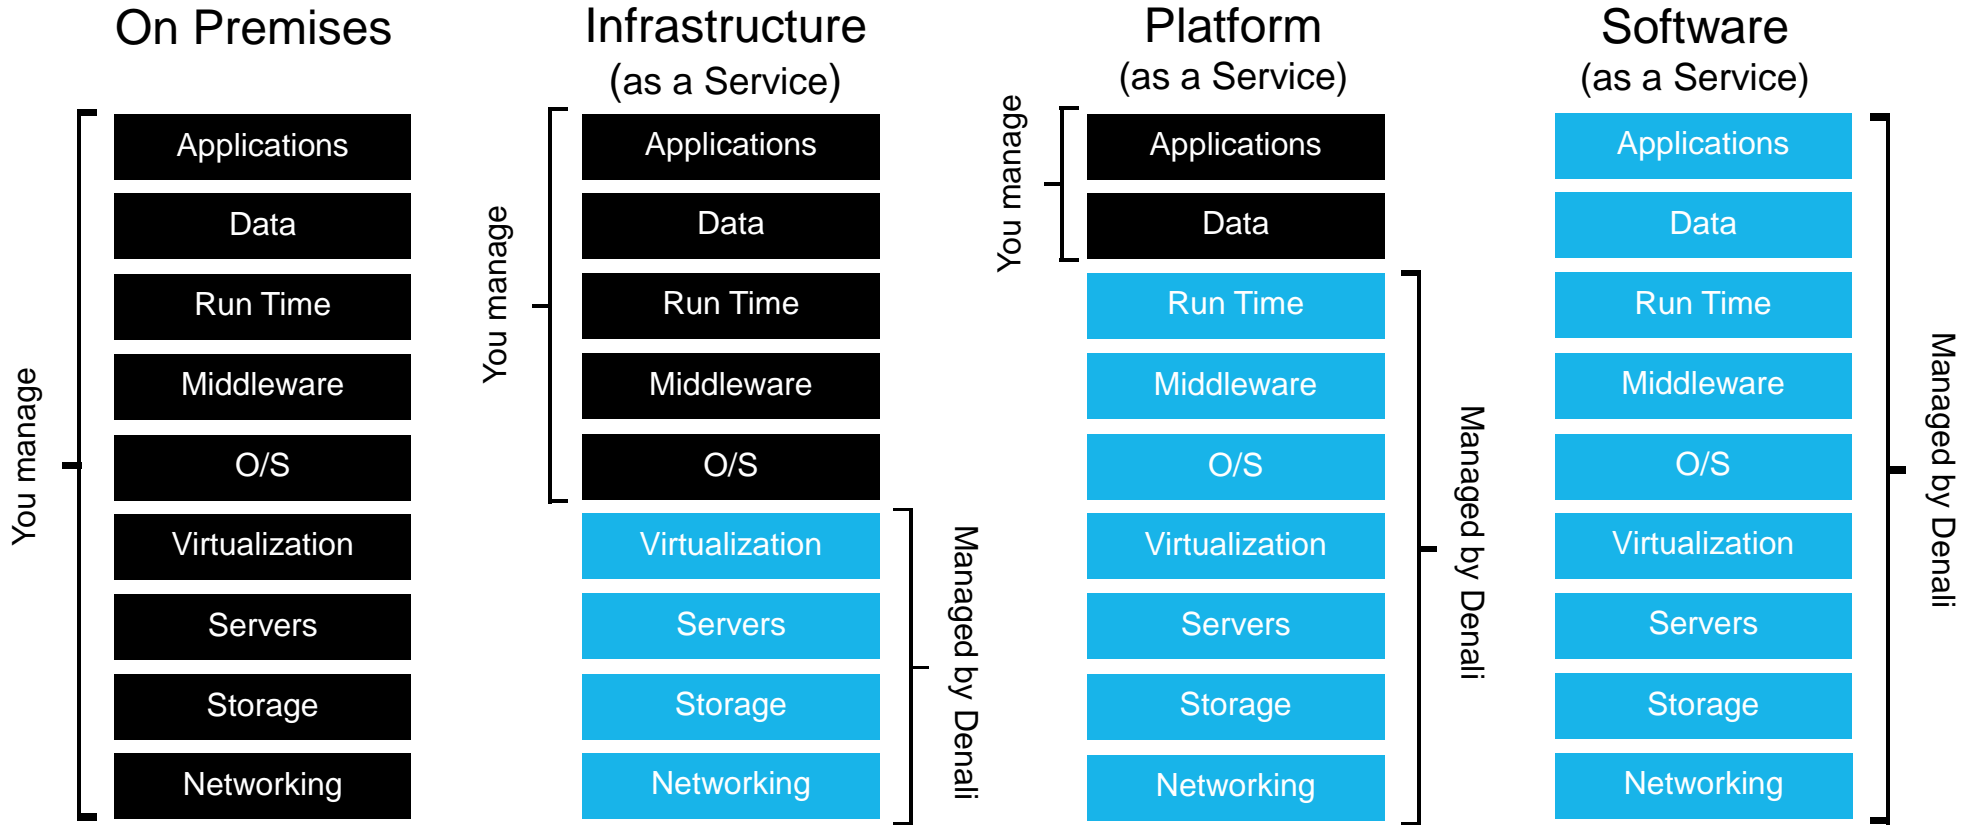 On Premises
You manage
Applications
Data
Run Time
Middleware
O/S
Virtualization
Servers
Storage
Networking
Infrastructure
(as a Service)
You manage
Applications
Data
Run Time
Middleware
O/S
Virtualization
Servers
Storage
Networking
Managed by Denali
Platform
(as a Service)
You manage
Applications
Data
Run Time
Middleware
O/S
Virtualization
Servers
Storage
Networking
Managed by Denali
Software
(as a Service)
Applications
Data
Run Time
Middleware
O/S
Virtualization
Servers
Storage
Networking
Managed by Denali